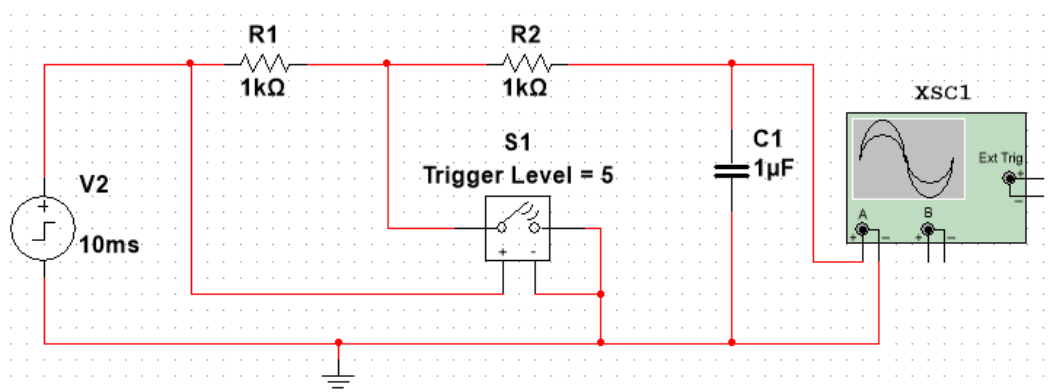 R1
1kΩ
R2
1kΩ
XSC1
V2
10ms
S1
Trigger Level = 5
+ -
C1
1µF
Ext Trig
+
-
A
B
+ - + -
+